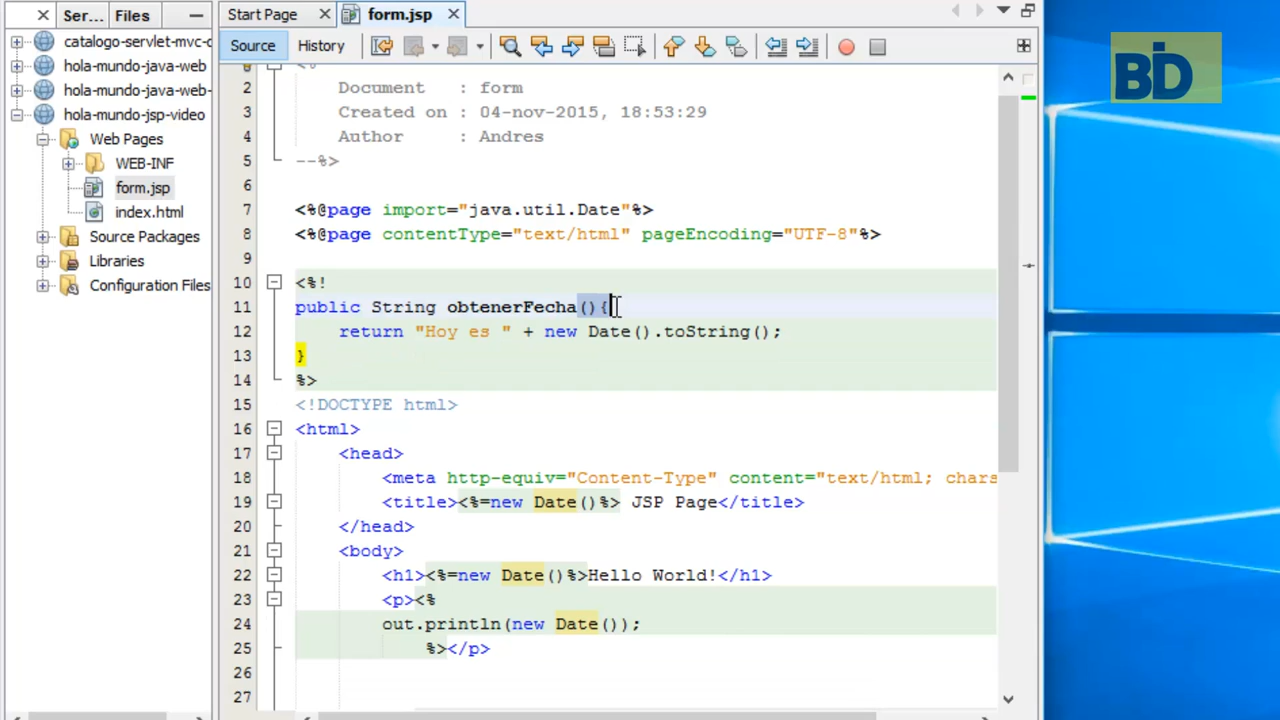 Ser...
Files
Start Page
form.jsp
Source
History
BID
catalogo-servlet-mvc-
hola-mundo-java-web
hola-mundo-java-web-
hola-mundo-jsp-video
Web Pages
WEB-INF
form.jsp
index.html
Source Packages
Libraries
Configuration Files
2 Document : form
3 Created on : 04-nov-2015, 18:53:29
4 Author : Andres
5 --%>
6
7 <%@page import="java.util.Date"%>
8 <%@page contentType="text/html" pageEncoding="UTF-8"%>
9
10 <%!
11 public String obtenerFecha(){
12 return "Hoy es " + new Date().toString();
13 }
14 %>
15 <!DOCTYPE html>
16 <html>
17 <head>
18 <meta http-equiv="Content-Type" content="text/html; chars
19 <title><%=new Date()%> JSP Page</title>
20 </head>
21 <body>
22 <h1><%=new Date()%>Hello World!</h1>
23 <p><%
24 out.println(new Date());
25 %></p>
26
27